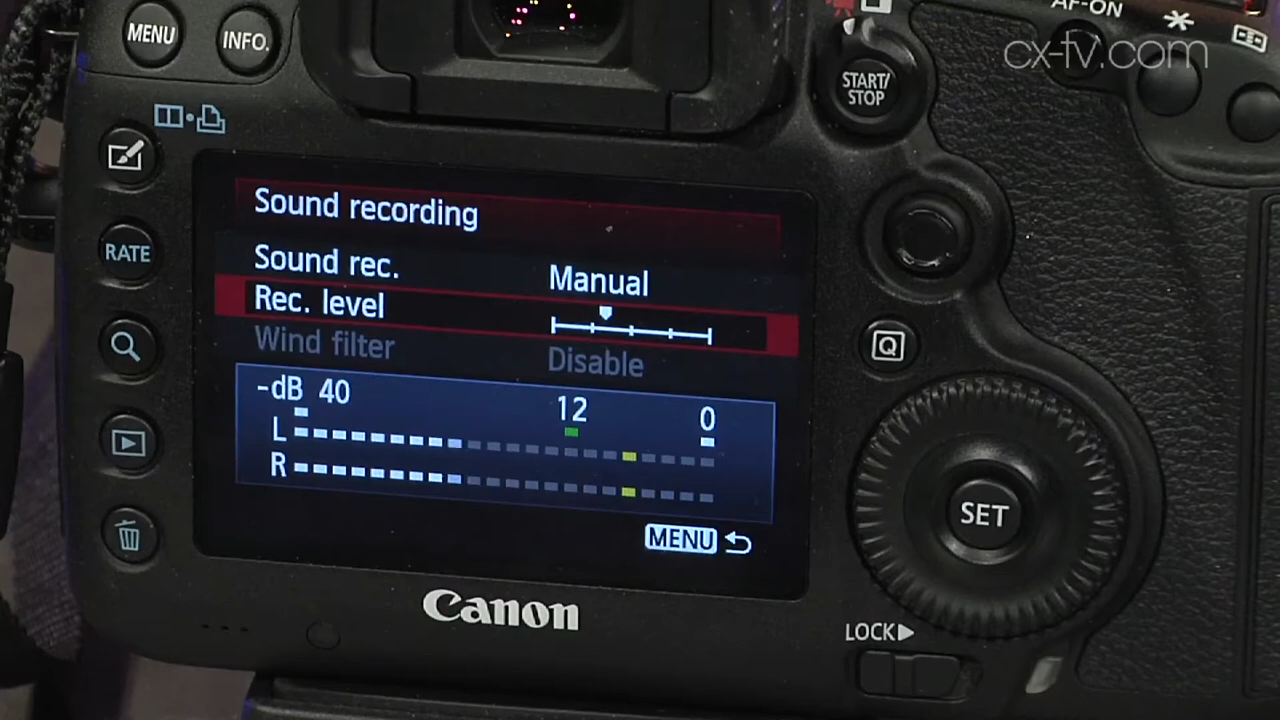 AF-ON
MENU
INFO.
cx-tv.com
START/
STOP
RATE
Sound recording
Sound rec. Manual
Rec. level
Wind filter Disable
-dB 40 12 0
L
R
MENU
Q
SET
Canon
LOCK